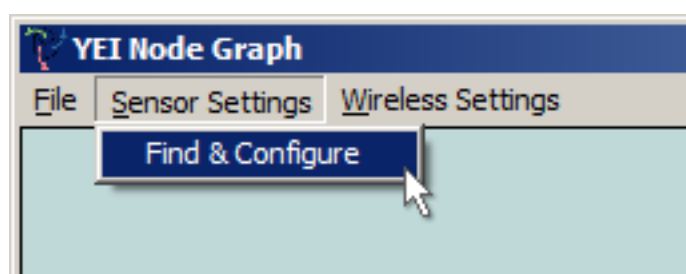 YEI Node Graph
File Sensor Settings Wireless Settings
Find & Configure